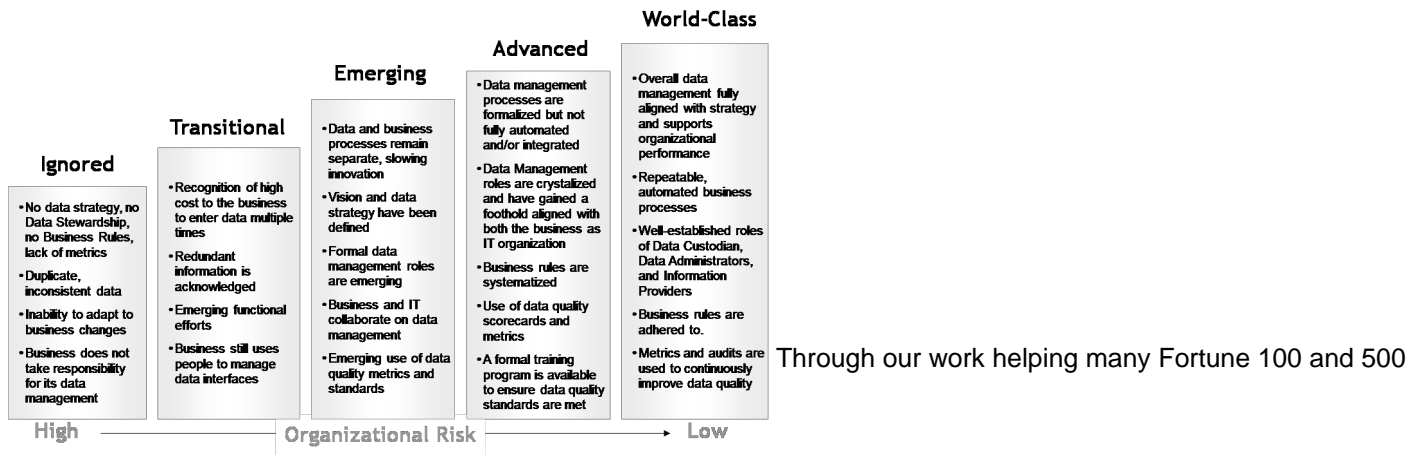 Ignored
• No data strategy, no
Data Stewardship,
no Business Rules,
lack of metrics
• Duplicate,
inconsistent data
• Inability to adapt to
business changes
• Business does not
take responsibility
for its data
management
Transitional
• Recognition of high
cost to the business
to enter data multiple
times
• Redundant
information is
acknowledged
• Emerging functional
efforts
• Business still uses
people to manage
data interfaces
Emerging
• Data and business
processes remain
separate, slowing
innovation
• Vision and data
strategy have been
defined
• Formal data
management roles
are emerging
• Business and IT
collaborate on data
management
• Emerging use of data
quality metrics and
standards
Advanced
• Data management
processes are
formalized but not
fully automated
and/or integrated
• Data Management
roles are crystalized
and have gained a
foothold aligned with
both the business as
IT organization
• Business rules are
systematized
• Use of data quality
scorecards and
metrics
• A formal training
program is available
to ensure data quality
standards are met
World-Class
• Overall data
management fully
aligned with strategy
and supports
organizational
performance
• Repeatable,
automated business
processes
• Well-established roles
of Data Custodian,
Data Administrators,
and Information
Providers
• Business rules are
adhered to.
• Metrics and audits are
used to continuously
improve data quality
Through our work helping many Fortune 100 and 500
High
Organizational Risk
Low